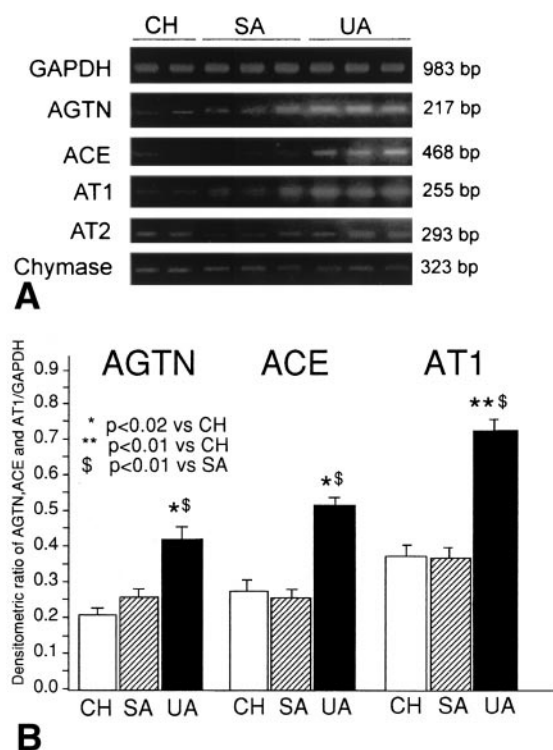 CH SA UA
GAPDH 983 bp
AGTN 217 bp
ACE 468 bp
AT1 255 bp
AT2 293 bp
Chymase 323 bp
A
Densitometric ratio of AGTN,ACE and AT1/GAPDH
0.9
0.8
0.7
0.6
0.5
0.4
0.3
0.2
0.1
0.0
AGTN ACE AT1
* p<0.02 vs CH
** p<0.01 vs CH
$ p<0.01 vs SA
*$ *$ **$
CH SA UA CH SA UA CH SA UA
B